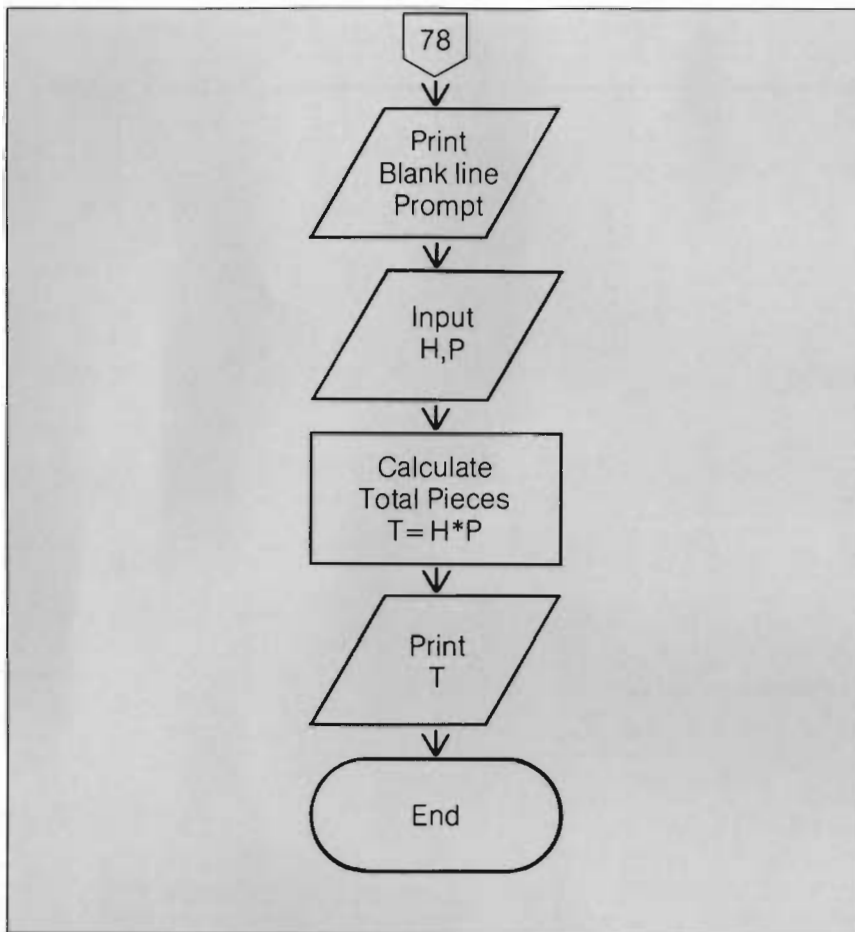 78
Print
Blank line
Prompt
Input
H,P
Calculate
Total Pieces
T=H*P
Print
T
End